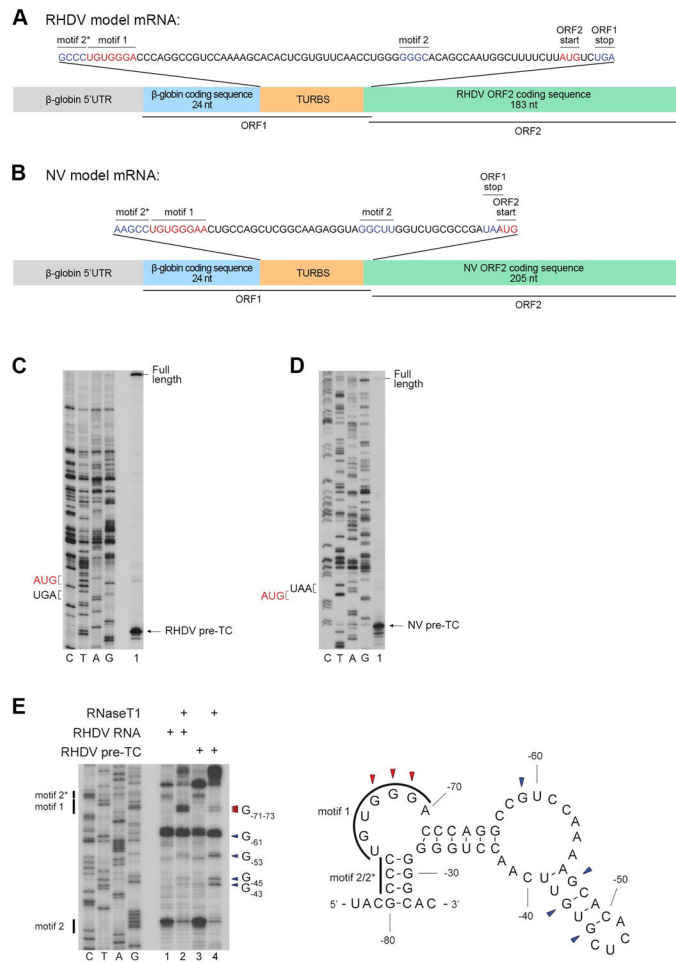 A RHDV model mRNA:
ORF2 start
ORF1 stop
motif 2* motif 1 motif 2
GCCCUGUGGGACCCAGGCCGUCCAAAAGCACACUCGUGUUCAACCUGGGGGGCACAGCCAAUGGCUUUUCUUAUGUCUGA
β-globin 5'UTR
β-globin coding sequence 24 nt
TURBS
RHDV ORF2 coding sequence 183 nt
ORF1
ORF2
B NV model mRNA:
ORF1 stop
ORF2 start
motif 2* motif 1 motif 2
AAGCCUGUGGGAACUGCCAGCUCGGCAAGAGGUAGGCUUGGUCUGCGCCGAUAAUG
β-globin 5'UTR
β-globin coding sequence 24 nt
TURBS
NV ORF2 coding sequence 205 nt
ORF1
ORF2
C
Full length
AUG
UGA
RHDV pre-TC
C T A G 1
D
Full length
UAA
AUG
NV pre-TC
C T A G 1
E
RNaseT1 + +
RHDV RNA + +
RHDV pre-TC + +
motif 2*
motif 1
motif 2
G -71-73
G -61
G -53
G -45
G -43
C T A G 1 2 3 4
motif 1
motif 2/2*
U G U G G G A
C C C A G G C C G U C C A A A A G C A C A C U C G U G U U C A A C C U G G G
C C C G
G G G C
5' - UACGCAC - 3'
-80
-70
-60
-50
-40
-30